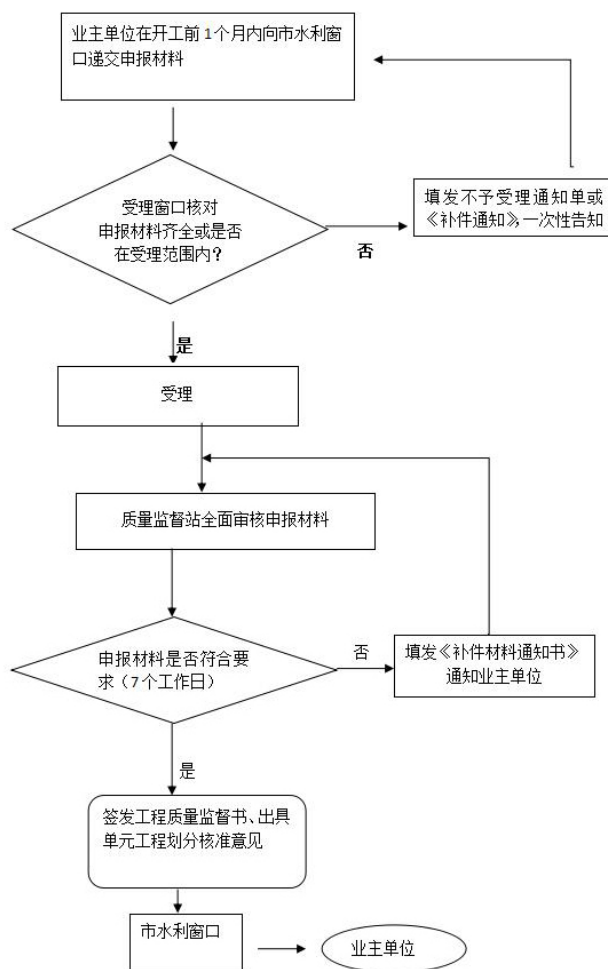 业主单位在开工前1个月内向市水利窗
口递交申报材料
受理窗口核对
申报材料齐全或是否
在受理范围内？
否
填发不予受理通知单或
《补件通知》，一次性告知
是
受理
质量监督站全面审核申报材料
申报材料是否符合要
求（7个工作日）
否
填发《补件材料通知书》
通知业主单位
是
签发工程质量监督书、出具
单元工程划分核准意见
市水利窗口
业主单位